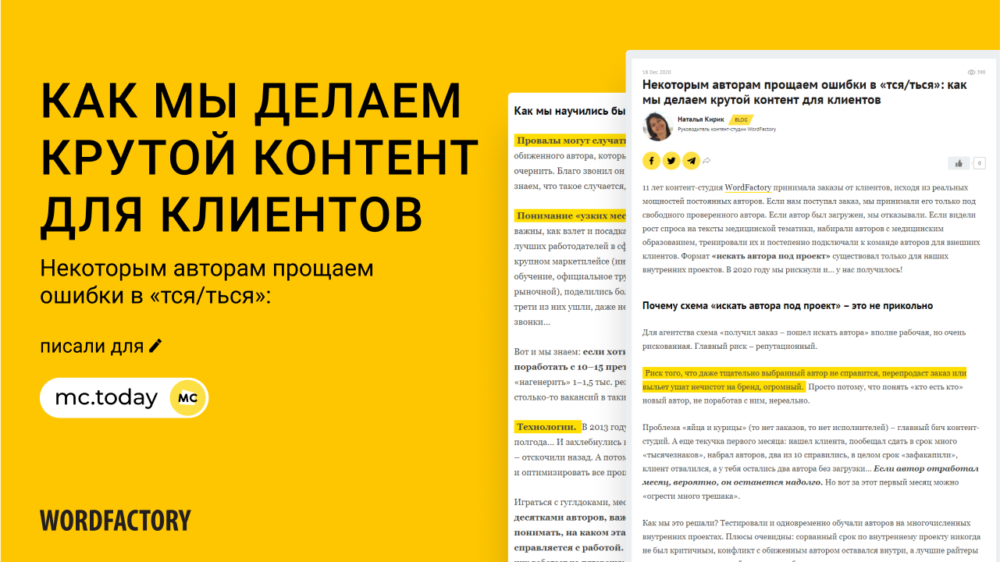 КАК МЫ ДЕЛАЕМ
КРУТОЙ КОНТЕНТ
ДЛЯ КЛИЕНТОВ
Некоторым авторам прощаем
ошибки в «тся/ться»:
писали для
mc.today
MC
WORDFACTORY
Как мы научились бы
Провалы могут случать
обиженного автора, которы
очернить. Благо звонил он
знаем, что такое случается,
Понимание «узких мес
важны, как взлет и посадка
лучших работодателей в сф
крупном маркетплейсе (ин
обучение, официальное тру
рыночной), поделились бо
трети из них ушли, даже не
звонки...
Вот и мы знаем: если хоти
поработать с 10–15 прет
«нагенерить» 1–1,5 тыс. рез
столько-то вакансий в таки
Технологии. В 2013 году
полгода... И захлебнулись
– отскочили назад. А потом
и оптимизировать все проц
Играться с гуглдоками, мес
десятками авторов, важ
понимать, на каком эта
справляется с работой.
18 Dec 2020
390
Некоторым авторам прощаем ошибки в «тся/ться»: как
мы делаем крутой контент для клиентов
Наталья Кирик BLOG
Руководитель контент-студии WordFactory
0
11 лет контент-студия WordFactory принимала заказы от клиентов, исходя из реальных
мощностей постоянных авторов. Если нам поступал заказ, мы принимали его только под
свободного проверенного автора. Если автор был загружен, мы отказывали. Если видели
рост спроса на тексты медицинской тематики, набирали авторов с медицинским
образованием, тренировали их и постепенно подключали к команде авторов для внешних
клиентов. Формат «искать автора под проект» существовал только для наших
внутренних проектов. В 2020 году мы рискнули и... у нас получилось!
Почему схема «искать автора под проект» – это не прикольно
Для агентства схема «получил заказ – пошел искать автора» вполне рабочая, но очень
рискованная. Главный риск – репутационный.
Риск того, что даже тщательно выбранный автор не справится, перепродаст заказ или
выльет ушат нечистот на бренд, огромный. Просто потому, что понять «кто есть кто»
новый автор, не поработав с ним, нереально.
Проблема «яйца и курицы» (то нет заказов, то нет исполнителей) – главный бич контент-
студий. А еще текучка первого месяца: нашел клиента, пообещал сдать в срок много
«тысячезнаков», набрал авторов, два из 10 справились, в целом срок «зафакапили»,
клиент отвалился, а у тебя остались два автора без загрузки... Если автор отработал
месяц, вероятно, он останется надолго. Но вот за этот первый месяц можно
«огрести много трешака».
Как мы это решали? Тестировали и одновременно обучали авторов на многочисленных
внутренних проектах. Плюсы очевидны: сорванный срок по внутреннему проекту никогда
не был критичным, конфликт с обиженным автором оставался внутри, а лучшие райтеры